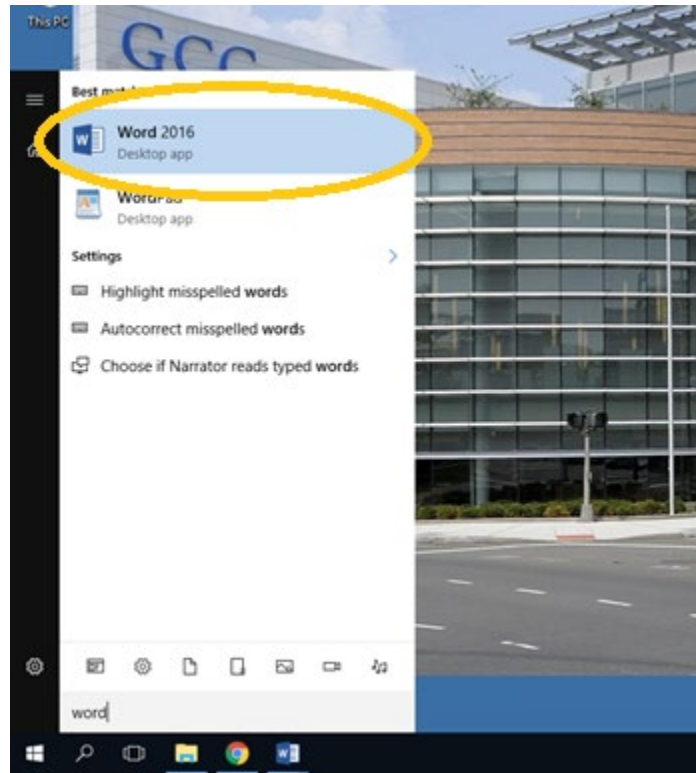 This PC
GCC
Best
Word 2016
Desktop app
WordPad
Desktop app
Settings
Highlight misspelled words
Autocorrect misspelled words
Choose if Narrator reads typed words
word